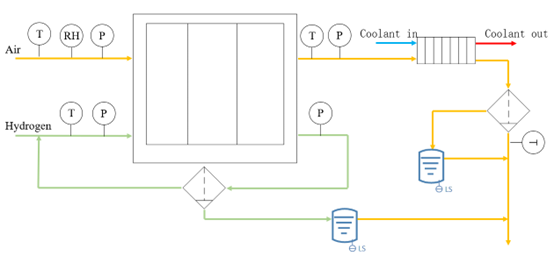 T RH P T P Coolant in Coolant out
Air
T P P
Hydrogen
T
LS
LS